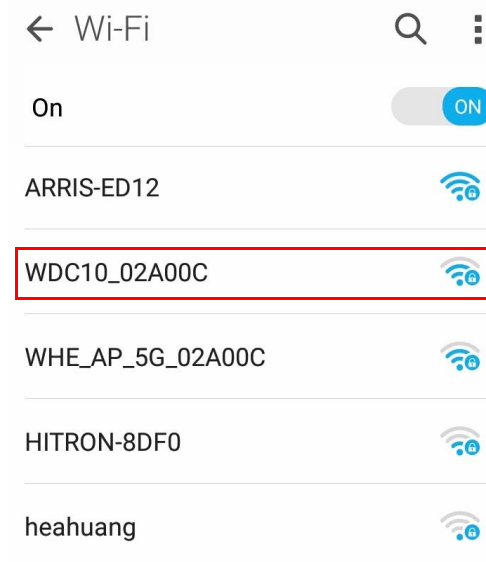 Wi-Fi
On
ON
ARRIS-ED12
WDC10_02A00C
WHE_AP_5G_02A00C
HITRON-8DF0
heahuang